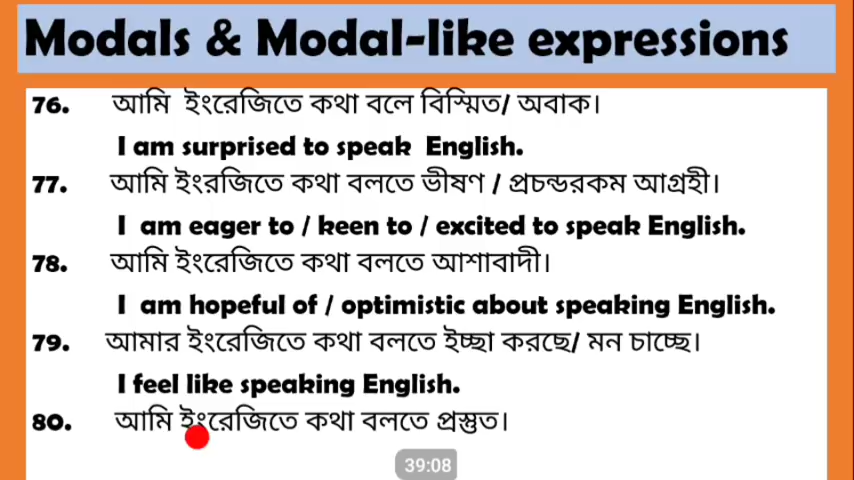 Modals & Modal-like expressions
76. আমি ইংরেজিতে কথা বলে বিস্মিত/ অবাক।
I am surprised to speak English.
77. আমি ইংরজিতে কথা বলতে ভীষণ / প্রচন্ডরকম আগ্রহী।
I am eager to / keen to / excited to speak English.
78. আমি ইংরেজিতে কথা বলতে আশাবাদী।
I am hopeful of / optimistic about speaking English.
79. আমার ইংরেজিতে কথা বলতে ইচ্ছা করছে/ মন চাচ্ছে।
I feel like speaking English.
80. আমি ইংরেজিতে কথা বলতে প্রস্তুত।
39:08